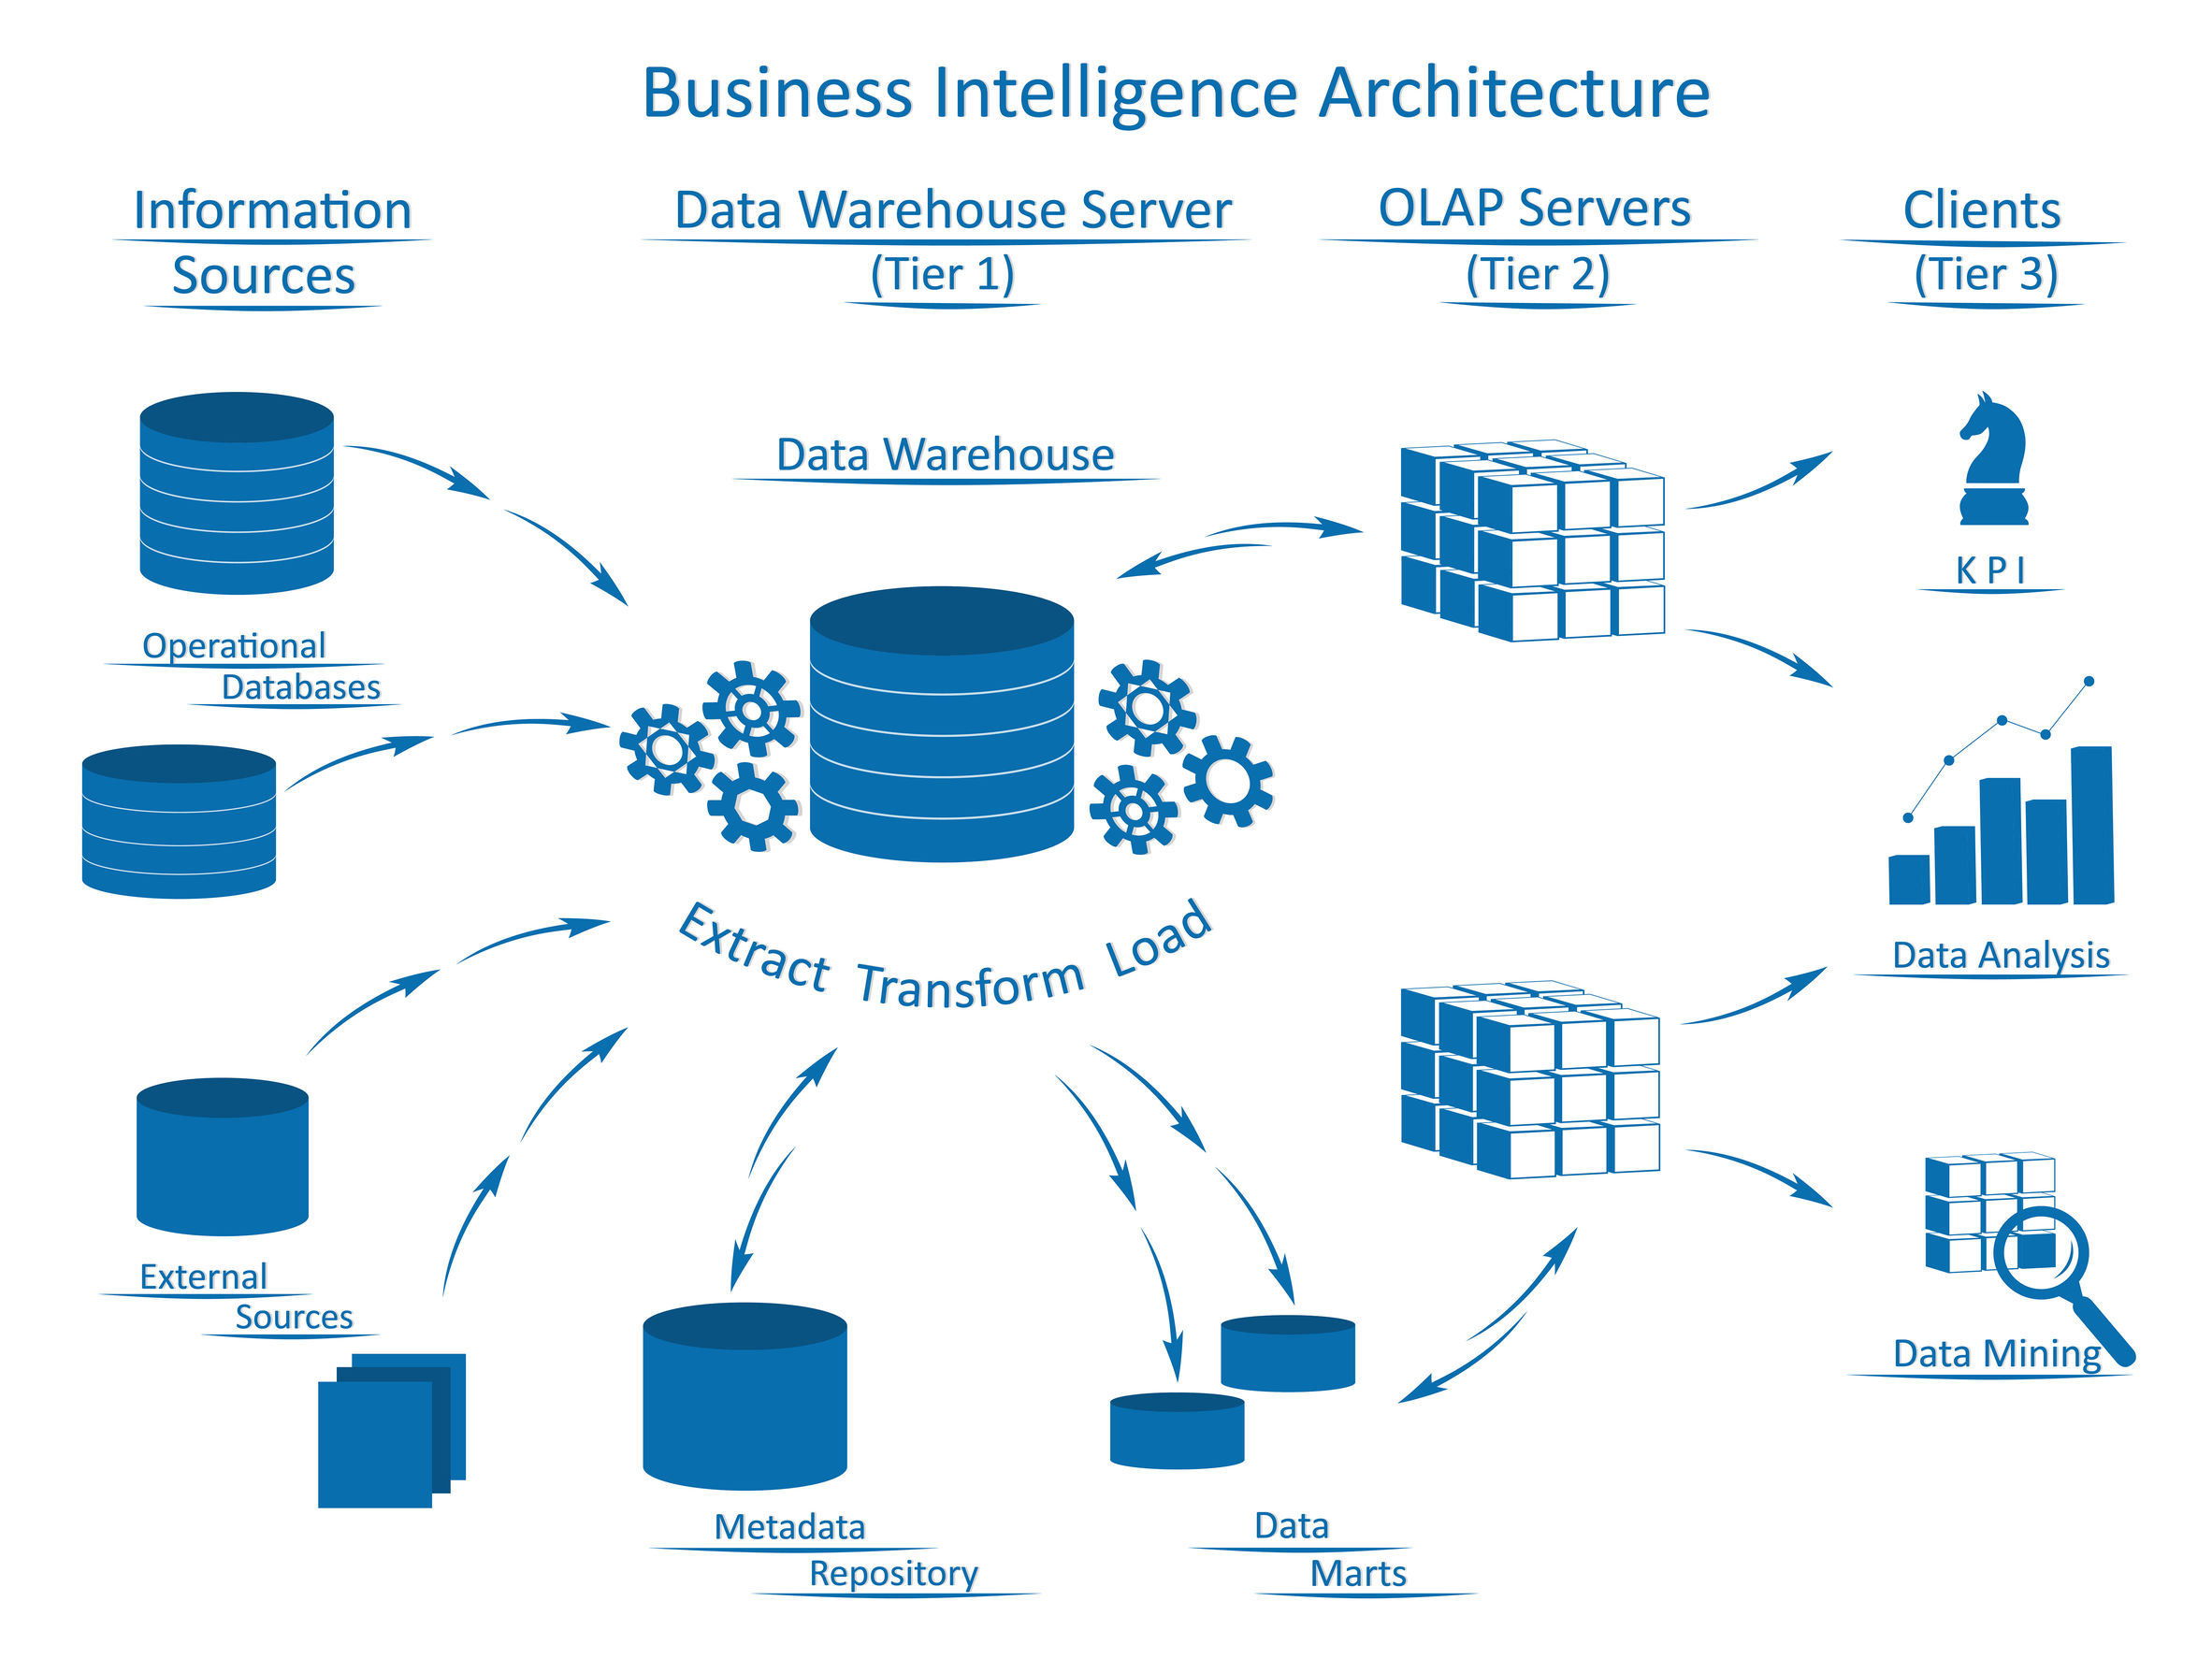 Business Intelligence Architecture
Information
Sources
Data Warehouse Server
(Tier 1)
OLAP Servers
(Tier 2)
Clients
(Tier 3)
Operational
Databases
External
Sources
Data Warehouse
Extract Transform Load
Metadata
Repository
Data
Marts
K P I
Data Analysis
Data Mining